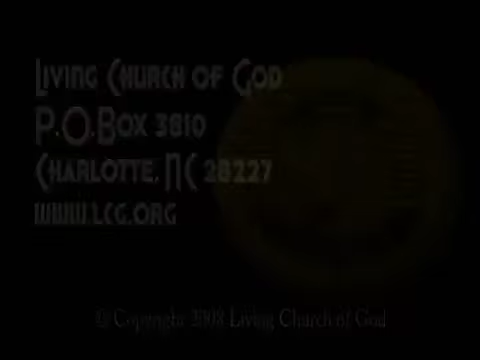 Living Church of God
P.O.Box 3810
Charlotte, NC 28227
www.lcg.org
© Copyright 2008 Living Church of God